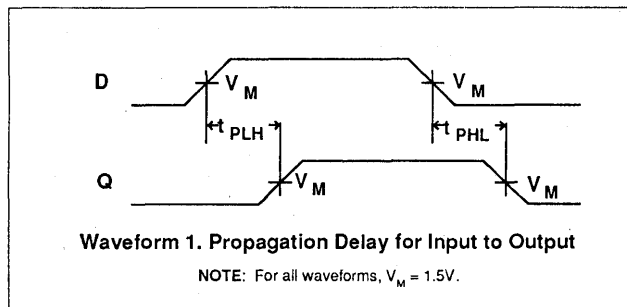 D V M V M
t PLH t PHL
Q V M V M
Waveform 1. Propagation Delay for Input to Output
NOTE: For all waveforms, V M = 1.5V.